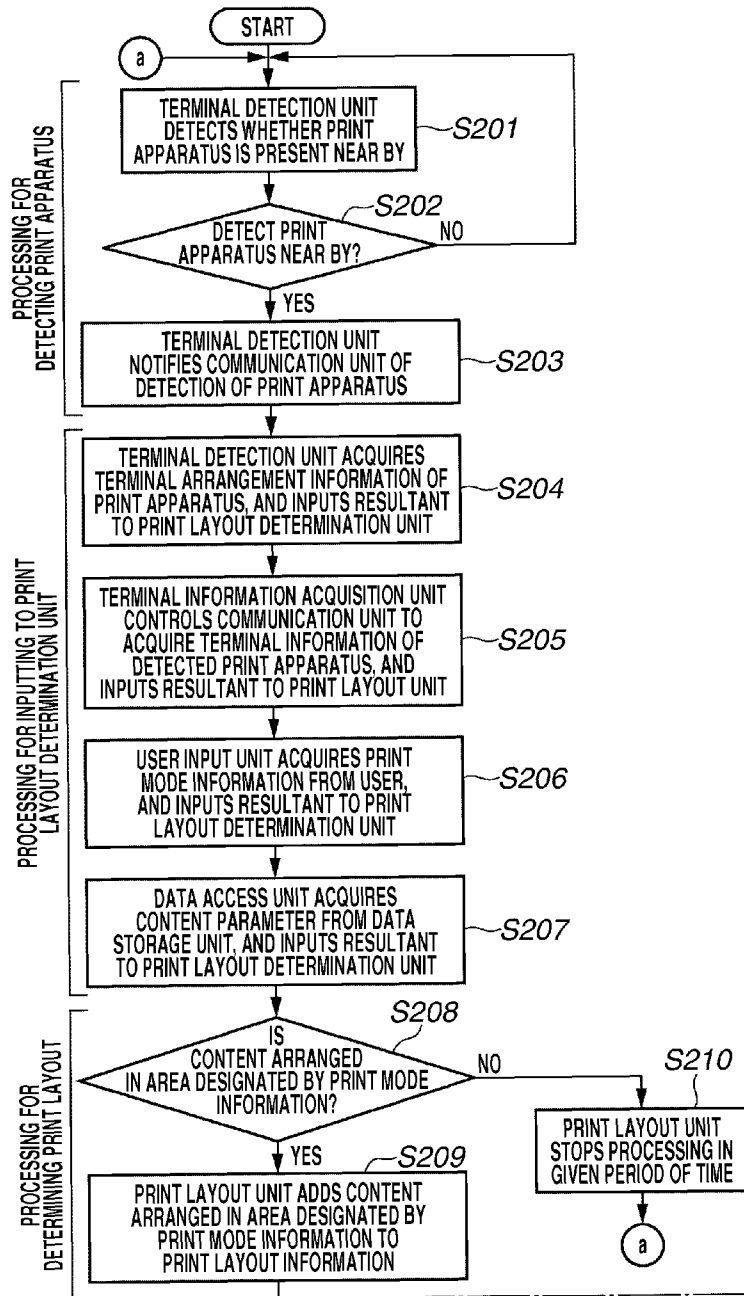 START
a
TERMINAL DETECTION UNIT
DETECTS WHETHER PRINT
APPARATUS IS PRESENT NEAR BY
S201
S202
DETECT PRINT
APPARATUS NEAR BY?
NO
YES
TERMINAL DETECTION UNIT
NOTIFIES COMMUNICATION UNIT OF
DETECTION OF PRINT APPARATUS
S203
PROCESSING FOR
DETECTING PRINT APPARATUS
TERMINAL DETECTION UNIT ACQUIRES
TERMINAL ARRANGEMENT INFORMATION OF
PRINT APPARATUS, AND INPUTS RESULTANT
TO PRINT LAYOUT DETERMINATION UNIT
S204
TERMINAL INFORMATION ACQUISITION UNIT
CONTROLS COMMUNICATION UNIT TO
ACQUIRE TERMINAL INFORMATION OF
DETECTED PRINT APPARATUS, AND
INPUTS RESULTANT TO PRINT LAYOUT UNIT
S205
USER INPUT UNIT ACQUIRES PRINT
MODE INFORMATION FROM USER,
AND INPUTS RESULTANT TO PRINT
LAYOUT DETERMINATION UNIT
S206
DATA ACCESS UNIT ACQUIRES
CONTENT PARAMETER FROM DATA
STORAGE UNIT, AND INPUTS RESULTANT
TO PRINT LAYOUT DETERMINATION UNIT
S207
PROCESSING FOR INPUTTING TO PRINT
LAYOUT DETERMINATION UNIT
S208
IS
CONTENT ARRANGED
IN AREA DESIGNATED BY PRINT MODE
INFORMATION?
NO
S210
PRINT LAYOUT UNIT
STOPS PROCESSING IN
GIVEN PERIOD OF TIME
a
YES
S209
PRINT LAYOUT UNIT ADDS CONTENT
ARRANGED IN AREA DESIGNATED BY
PRINT MODE INFORMATION TO
PRINT LAYOUT INFORMATION
PROCESSING FOR
DETERMINING PRINT LAYOUT